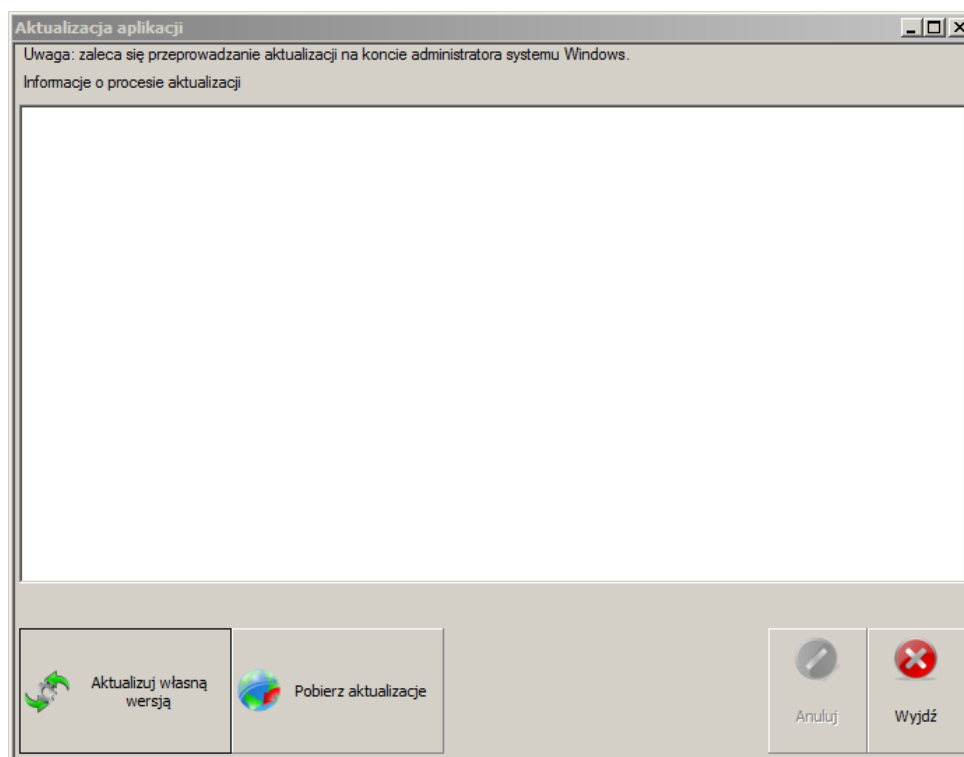 Aktualizacja aplikacji
Uwaga: zaleca się przeprowadzanie aktualizacji na koncie administratora systemu Windows.
Informacje o procesie aktualizacji
Aktualizuj własną
wersją
Pobierz aktualizacje
Anuluj
Wyjdź